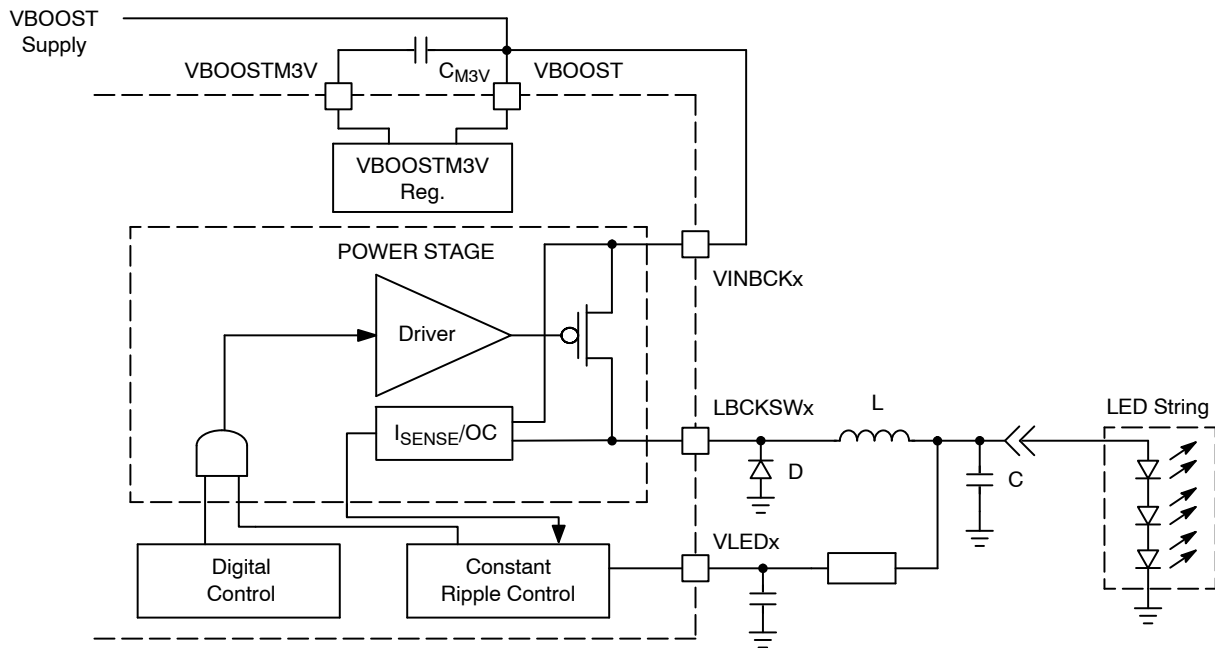 VBOOST
Supply
VBOOSTM3V
CM3V
VBOOST
VBOOSTM3V
Reg.
POWER STAGE
VINBCKx
Driver
LBCKSWx
L
LED String
ISENSE/OC
D
C
VLEDx
Digital
Control
Constant
Ripple Control